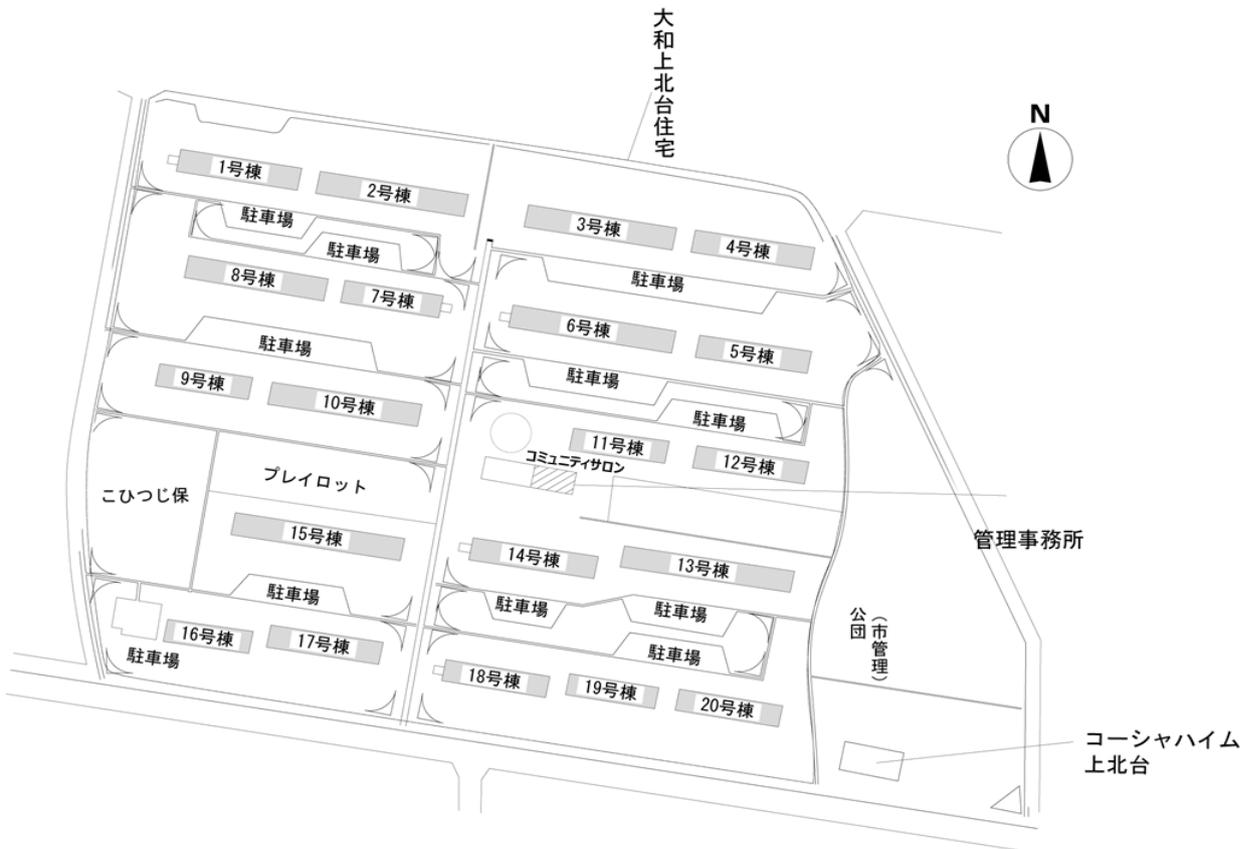 大和上北台住宅
N
1号棟
2号棟
3号棟
4号棟
駐車場
駐車場
駐車場
8号棟
7号棟
6号棟
5号棟
駐車場
駐車場
9号棟
10号棟
駐車場
11号棟
12号棟
コミュニティサロン
こひつじ保
プレイロット
15号棟
14号棟
13号棟
管理事務所
駐車場
駐車場
駐車場
16号棟
17号棟
駐車場
駐車場
18号棟
19号棟
20号棟
(市管理)
公団
コーシャハイム
上北台